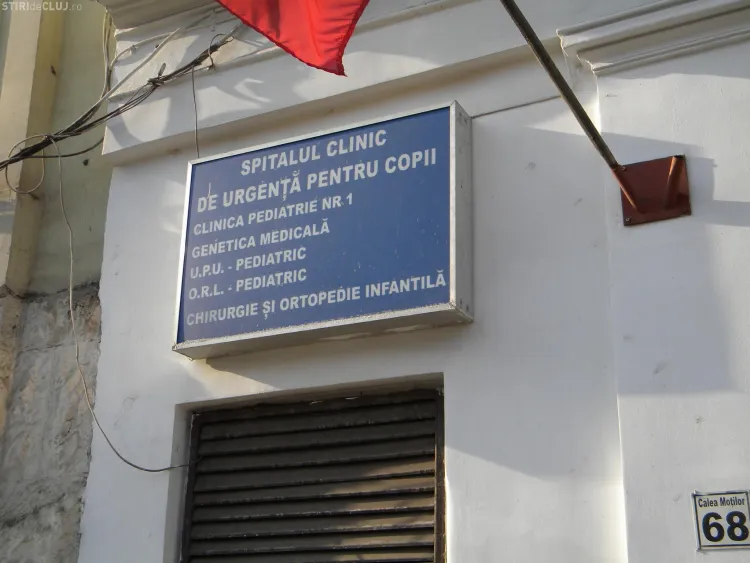 STIRIdeCLUJ.ro
SPITALUL CLINIC
DE URGENȚĂ PENTRU COPII
CLINICA PEDIATRIE NR 1
GENETICA MEDICALĂ
U.P.U. - PEDIATRIC
O.R.L. - PEDIATRIC
CHIRURGIE ȘI ORTOPEDIE INFANTILĂ
Calea Moților
68